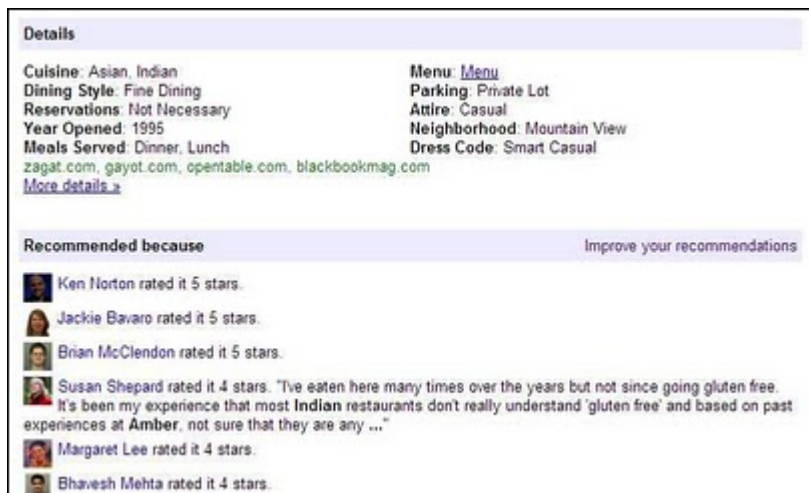 Details
Cuisine: Asian, Indian
Menu: Menu
Dining Style: Fine Dining
Parking: Private Lot
Reservations: Not Necessary
Attire: Casual
Year Opened: 1995
Neighborhood: Mountain View
Meals Served: Dinner, Lunch
Dress Code: Smart Casual
zagat.com, gayot.com, opentable.com, blackbookmag.com
More details »
Recommended because
Improve your recommendations
Ken Norton rated it 5 stars.
Jackie Bavaro rated it 5 stars.
Brian McClendon rated it 5 stars.
Susan Shepard rated it 4 stars. "I've eaten here many times over the years but not since going gluten free.
It's been my experience that most Indian restaurants don't really understand 'gluten free' and based on past
experiences at Amber, not sure that they are any ..."
Margaret Lee rated it 4 stars.
Bhavesh Mehta rated it 4 stars.